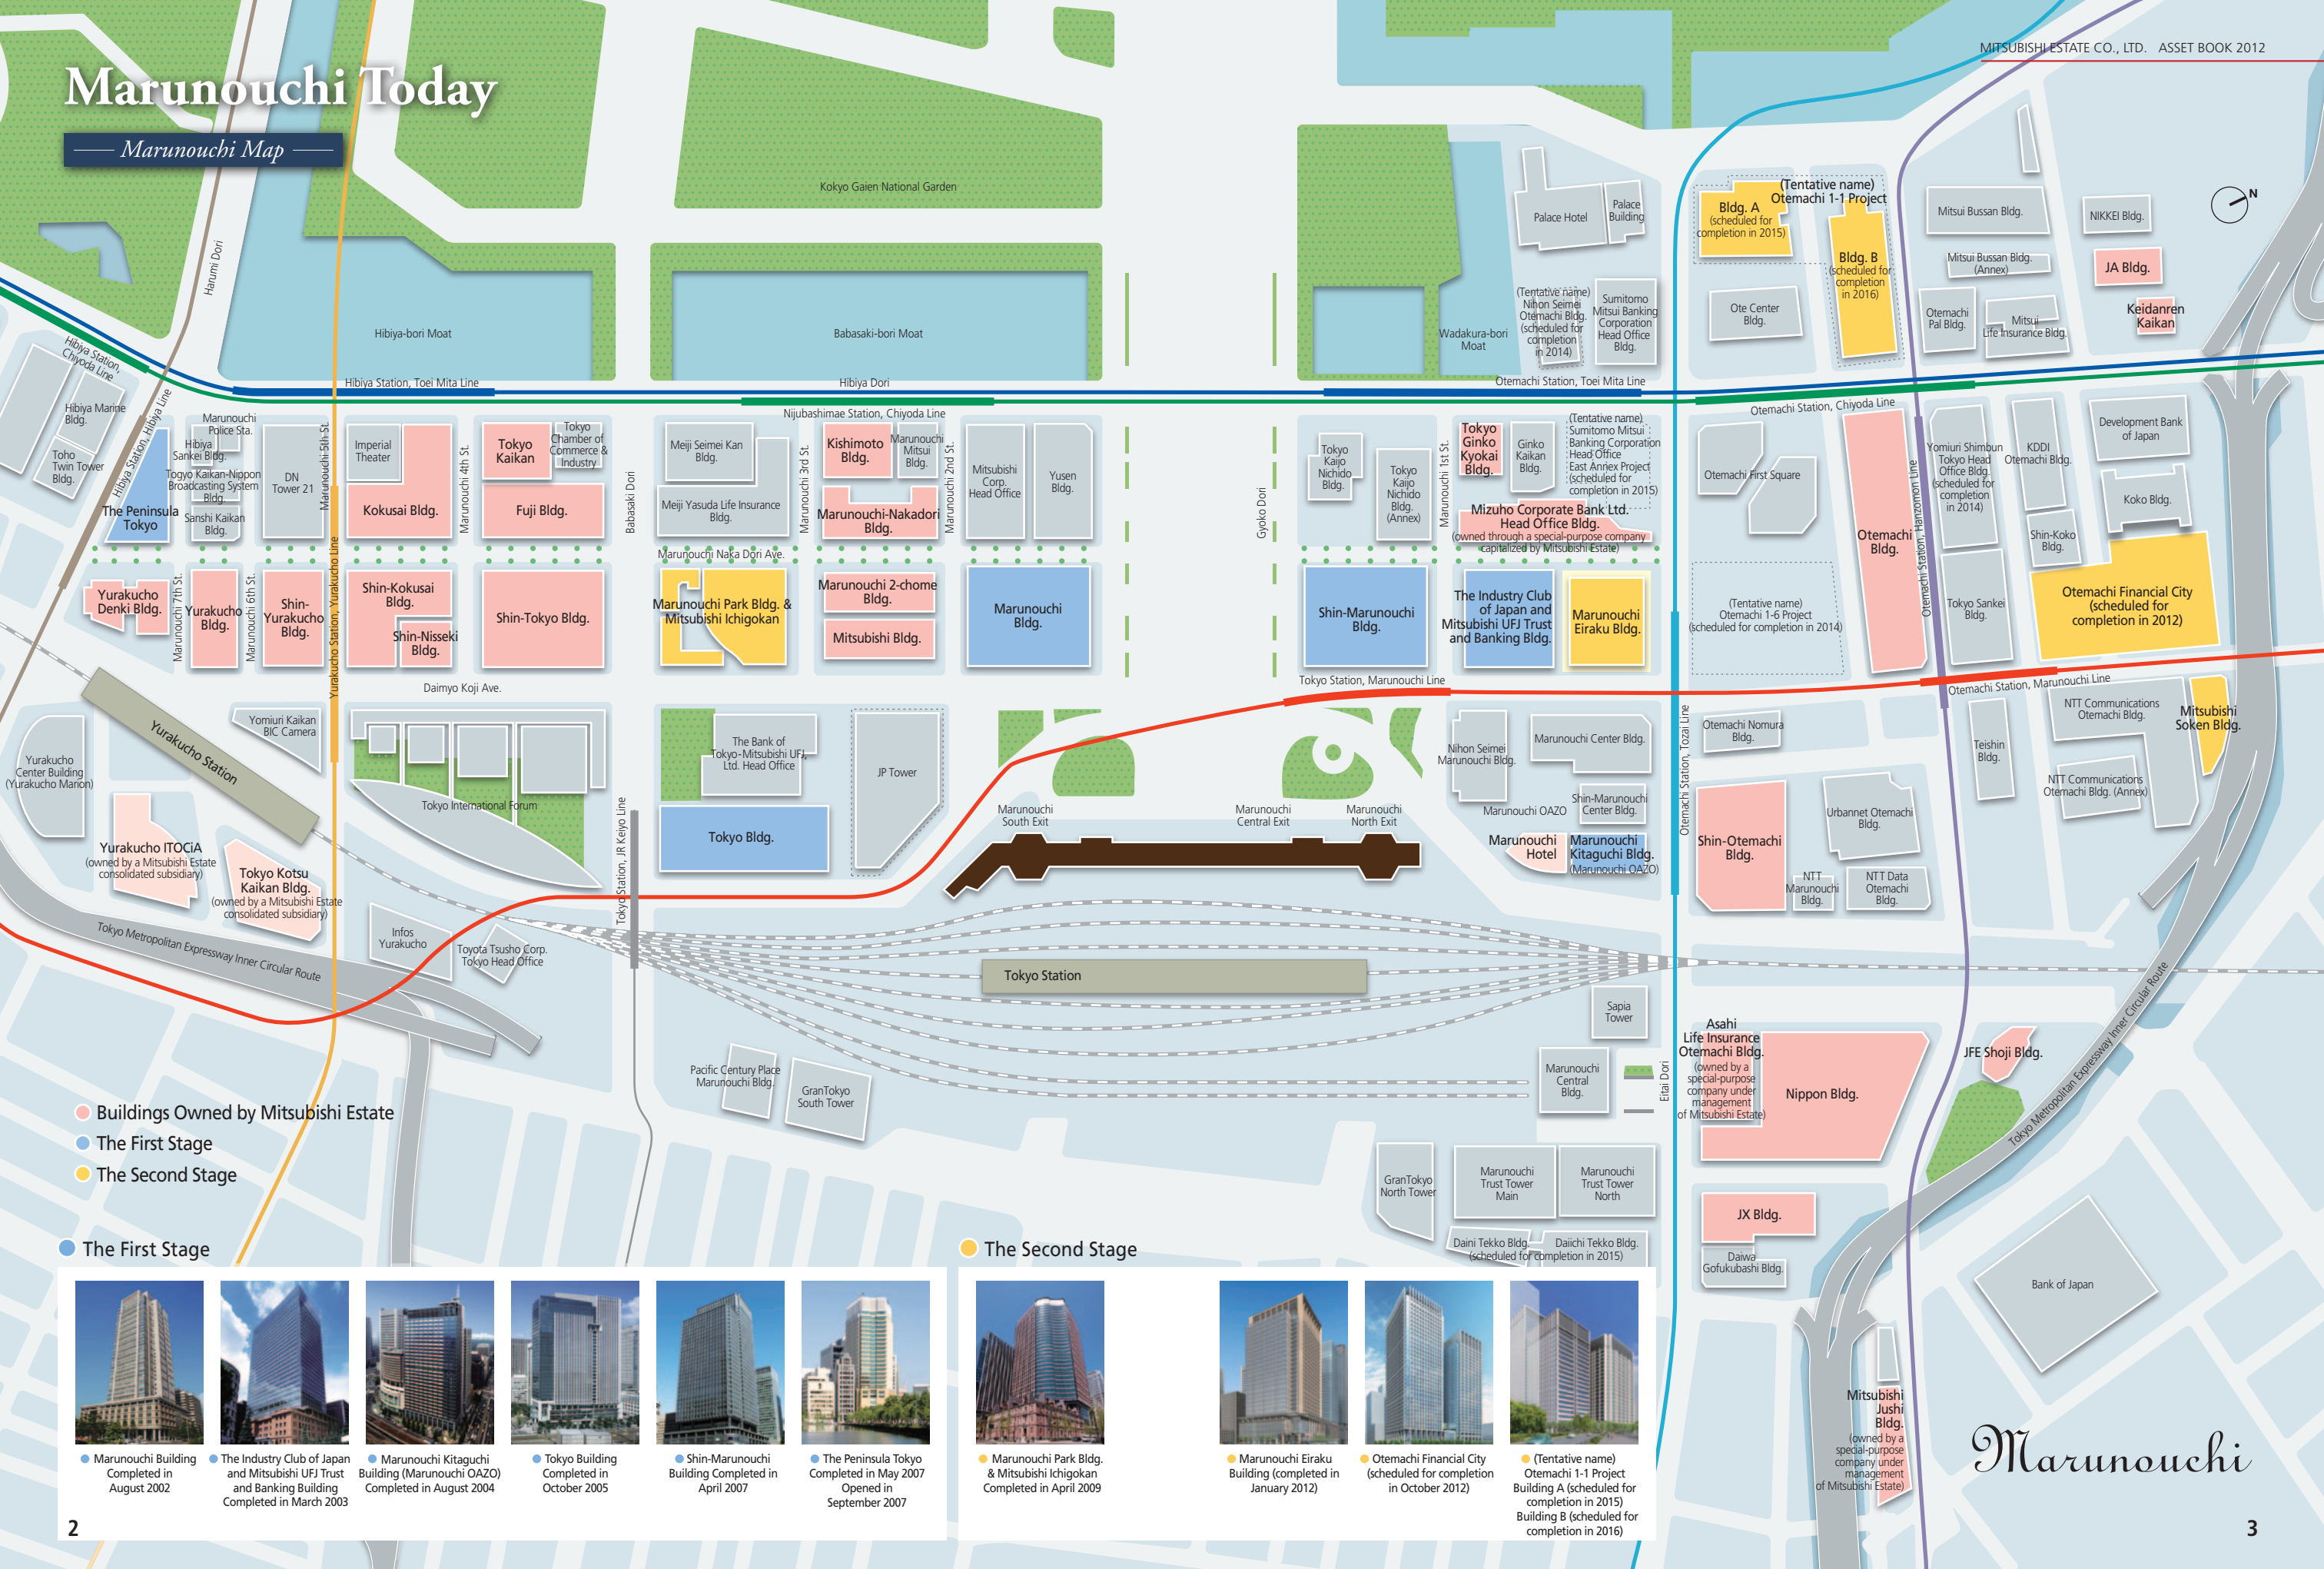 MITSUBISHI ESTATE CO., LTD. ASSET BOOK 2012
Marunouchi Today
Marunouchi Map
Kokyo Gaien National Garden
Harumi Dori
Hibiya-bori Moat
Babasaki-bori Moat
Wadakura-bori
Moat
Palace Hotel
Palace
Building
(Tentative name)
Nihon Seimei
Otemachi Bldg.
(scheduled for
completion
in 2014)
Sumitomo
Mitsui Banking
Corporation
Head Office
Bldg.
Bldg. A
(scheduled for
completion in 2015)
(Tentative name)
Otemachi 1-1 Project
Bldg. B
(scheduled for
completion
in 2016)
Ote Center
Bldg.
Mitsui Bussan Bldg.
Mitsui Bussan Bldg.
(Annex)
Otemachi
Pal Bldg.
Mitsui
Life Insurance Bldg.
NIKKEI Bldg.
JA Bldg.
Keidanren
Kaikan
N
Hibiya Station,
Chiyoda Line
Hibiya Station, Toei Mita Line
Hibiya Dori
Nijubashimae Station, Chiyoda Line
Otemachi Station, Toei Mita Line
Otemachi Station, Chiyoda Line
Hibiya Marine
Bldg.
Toho
Twin Tower
Bldg.
Hibiya Station, Hibiya Line
The Peninsula
Tokyo
Marunouchi
Police Sta.
Hibiya
Sankei Bldg.
Togyo Kaikan-Nippon
Broadcasting System
Bldg.
Sanshi Kaikan
Bldg.
DN
Tower 21
Marunouchi 5th St.
Imperial
Theater
Kokusai Bldg.
Marunouchi 4th St.
Tokyo
Kaikan
Tokyo
Chamber of
Commerce &
Industry
Fuji Bldg.
Babasaki Dori
Meiji Seimei Kan
Bldg.
Meiji Yasuda Life Insurance
Bldg.
Marunouchi 3rd St.
Kishimoto
Bldg.
Marunouchi
Mitsui
Bldg.
Marunouchi-Nakadori
Bldg.
Marunouchi 2nd St.
Mitsubishi
Corp.
Head Office
Yusen
Bldg.
Gyoko Dori
Tokyo
Kaijo
Nichido
Bldg.
Tokyo
Kaijo
Nichido
Bldg.
(Annex)
Marunouchi 1st St.
Tokyo
Ginko
Kyokai
Bldg.
Ginko
Kaikan
Bldg.
(Tentative name)
Sumitomo Mitsui
Banking Corporation
Head Office
East Annex Project
(scheduled for
completion in 2015)
Mizuho Corporate Bank Ltd.
Head Office Bldg.
(owned through a special-purpose company
capitalized by Mitsubishi Estate)
Otemachi First Square
Otemachi
Bldg.
Otemachi Station, Hanzomon Line
Yomiuri Shimbun
Tokyo Head
Office Bldg.
(scheduled for
completion
in 2014)
KDDI
Otemachi Bldg.
Development Bank
of Japan
Koko Bldg.
Shin-Koko
Bldg.
Marunouchi Naka Dori Ave.
Yurakucho
Denki Bldg.
Marunouchi 7th St.
Yurakucho
Bldg.
Marunouchi 6th St.
Shin-
Yurakucho
Bldg.
Yurakucho Station, Yurakucho Line
Shin-Kokusai
Bldg.
Shin-Nisseki
Bldg.
Shin-Tokyo Bldg.
Marunouchi Park Bldg. &
Mitsubishi Ichigokan
Marunouchi 2-chome
Bldg.
Mitsubishi Bldg.
Marunouchi
Bldg.
Shin-Marunouchi
Bldg.
The Industry Club
of Japan and
Mitsubishi UFJ Trust
and Banking Bldg.
Marunouchi
Eiraku Bldg.
(Tentative name)
Otemachi 1-6 Project
(scheduled for completion in 2014)
Tokyo Sankei
Bldg.
Otemachi Financial City
(scheduled for
completion in 2012)
Daimyo Koji Ave.
Tokyo Station, Marunouchi Line
Otemachi Station, Marunouchi Line
Yurakucho Station
Yurakucho
Center Building
(Yurakucho Marion)
Yomiuri Kaikan
BIC Camera
Tokyo International Forum
The Bank of
Tokyo-Mitsubishi UFJ,
Ltd. Head Office
JP Tower
Tokyo Bldg.
Tokyo Station, JR Keiyo Line
Marunouchi
South Exit
Marunouchi
Central Exit
Marunouchi
North Exit
Nihon Seimei
Marunouchi Bldg.
Marunouchi Center Bldg.
Marunouchi OAZO
Shin-Marunouchi
Center Bldg.
Marunouchi
Hotel
Marunouchi
Kitaguchi Bldg.
(Marunouchi OAZO)
Otemachi Station, Tozai Line
Otemachi Nomura
Bldg.
Shin-Otemachi
Bldg.
Urbannet Otemachi
Bldg.
NTT
Marunouchi
Bldg.
NTT Data
Otemachi
Bldg.
Teishin
Bldg.
NTT Communications
Otemachi Bldg.
NTT Communications
Otemachi Bldg. (Annex)
Mitsubishi
Soken Bldg.
Yurakucho ITOCiA
(owned by a Mitsubishi Estate
consolidated subsidiary)
Tokyo Kotsu
Kaikan Bldg.
(owned by a Mitsubishi Estate
consolidated subsidiary)
Tokyo Metropolitan Expressway Inner Circular Route
Infos
Yurakucho
Toyota Tsusho Corp.
Tokyo Head Office
Tokyo Station
Pacific Century Place
Marunouchi Bldg.
GranTokyo
South Tower
Sapia
Tower
Marunouchi
Central
Bldg.
Eitai Dori
Asahi
Life Insurance
Otemachi Bldg.
(owned by a
special-purpose
company under
management
of Mitsubishi Estate)
Nippon Bldg.
JFE Shoji Bldg.
Tokyo Metropolitan Expressway Inner Circular Route
GranTokyo
North Tower
Marunouchi
Trust Tower
Main
Marunouchi
Trust Tower
North
Daini Tekko Bldg.
Daiichi Tekko Bldg.
(scheduled for completion in 2015)
JX Bldg.
Daiwa
Gofukubashi Bldg.
Bank of Japan
Mitsubishi
Jushi
Bldg.
(owned by a
special-purpose
company under
management
of Mitsubishi Estate)
Buildings Owned by Mitsubishi Estate
The First Stage
The Second Stage
The First Stage
Marunouchi Building
Completed in
August 2002
The Industry Club of Japan
and Mitsubishi UFJ Trust
and Banking Building
Completed in March 2003
Marunouchi Kitaguchi
Building (Marunouchi OAZO)
Completed in August 2004
Tokyo Building
Completed in
October 2005
Shin-Marunouchi
Building Completed in
April 2007
The Peninsula Tokyo
Completed in May 2007
Opened in
September 2007
The Second Stage
Marunouchi Park Bldg.
& Mitsubishi Ichigokan
Completed in April 2009
Marunouchi Eiraku
Building (completed in
January 2012)
Otemachi Financial City
(scheduled for completion
in October 2012)
(Tentative name)
Otemachi 1-1 Project
Building A (scheduled for
completion in 2015)
Building B (scheduled for
completion in 2016)
Marunouchi
2
3